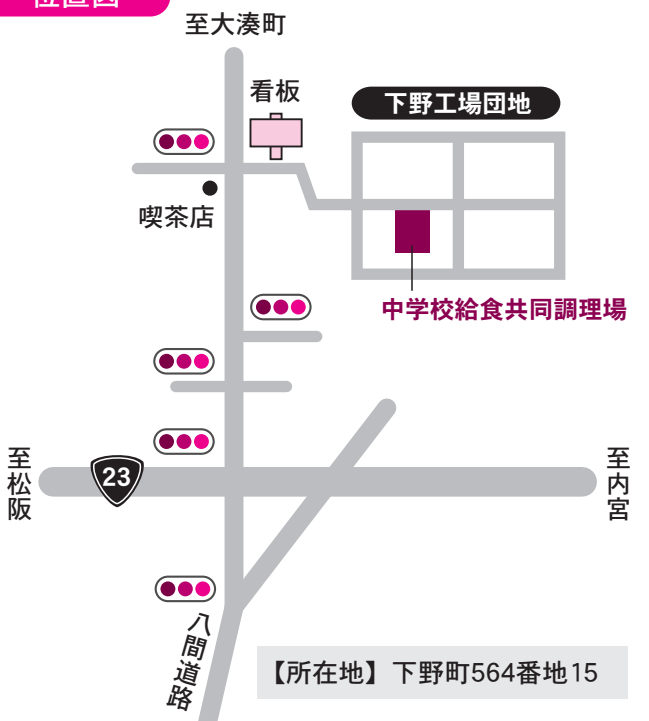 位置図
至大湊町
看板
下野工場団地
喫茶店
中学校給食共同調理場
至松阪
23
至内宮
八間道路
【所在地】下野町564番地15